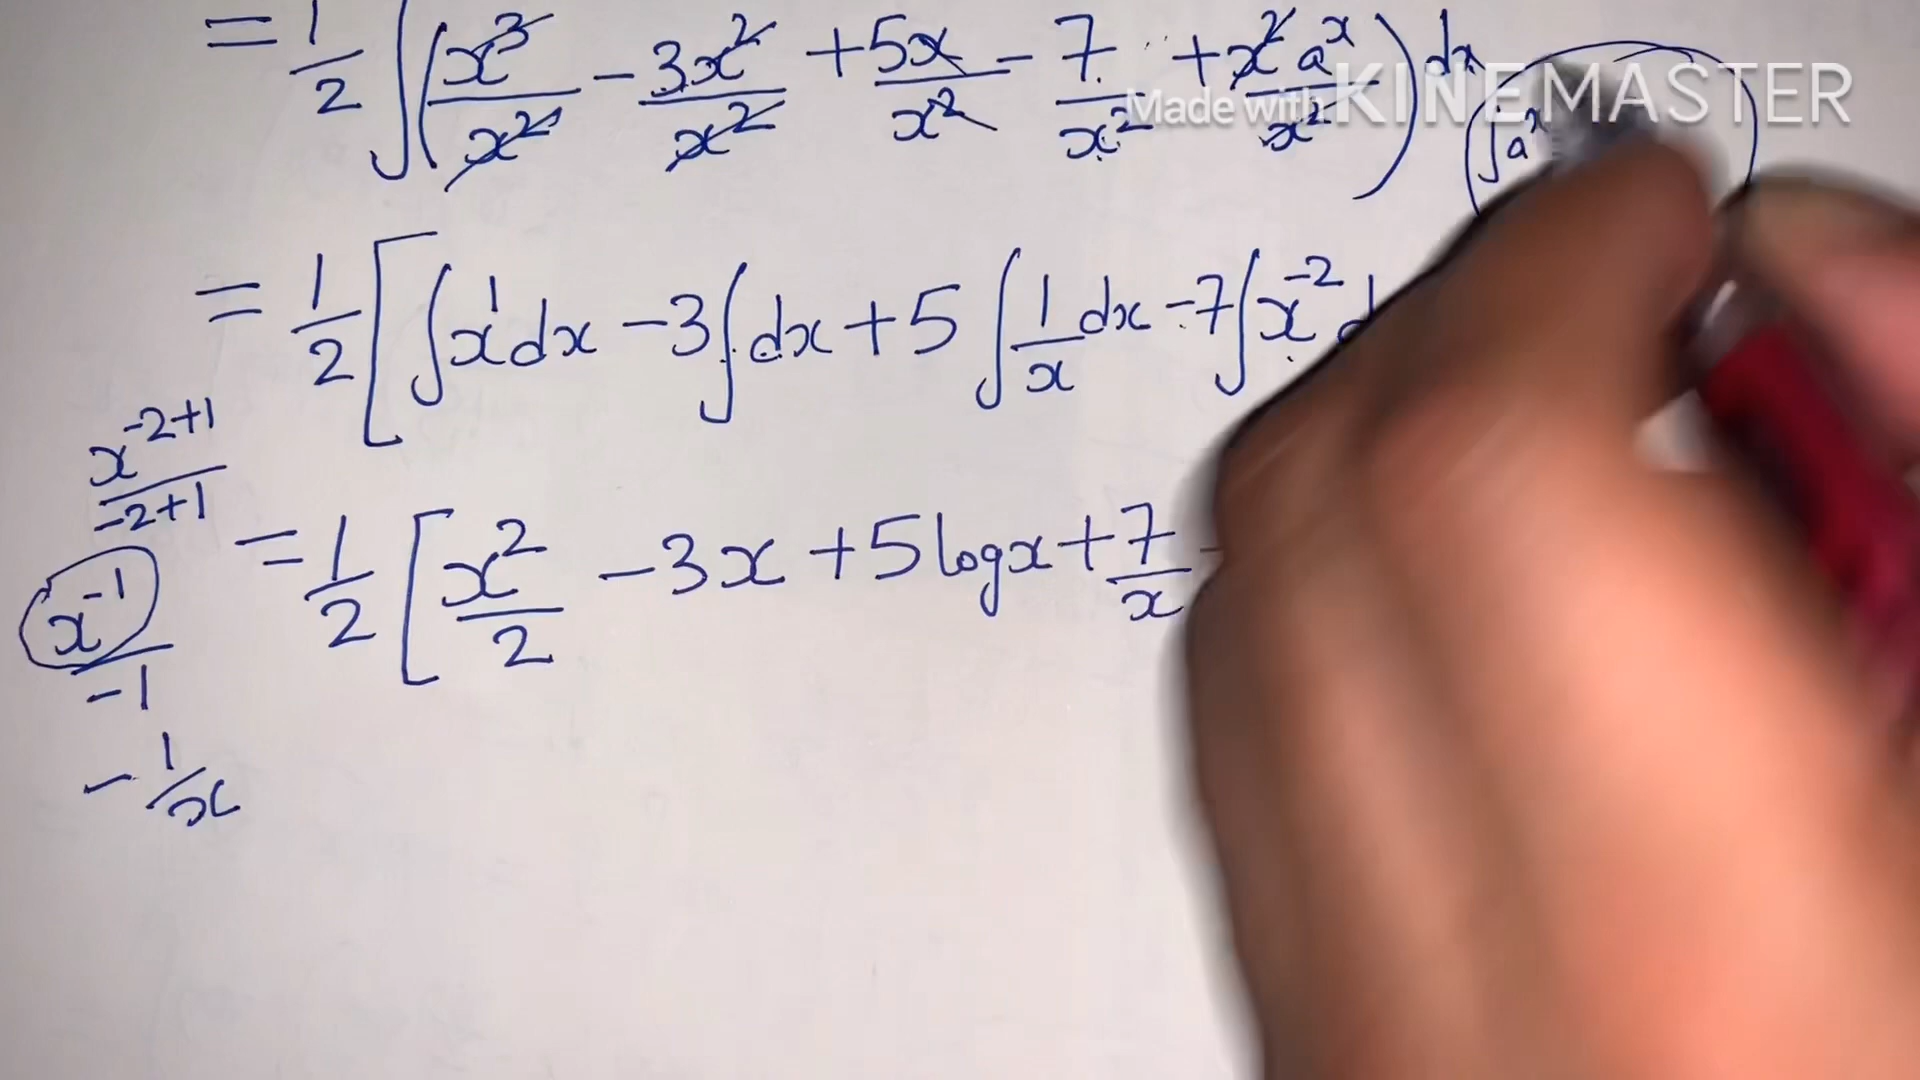 = 1/2 ∫(x³/x² - 3x²/x² + 5x/x² - 7/x² + x²aˣ/x²) dx
Made with KINEMASTER
∫aˣ
= 1/2 [∫x¹dx - 3∫dx + 5∫1/x dx - 7∫x⁻² d
x⁻²⁺¹/-2+1
= 1/2 [x²/2 - 3x + 5logx + 7/x
x⁻¹/-1
- 1/x